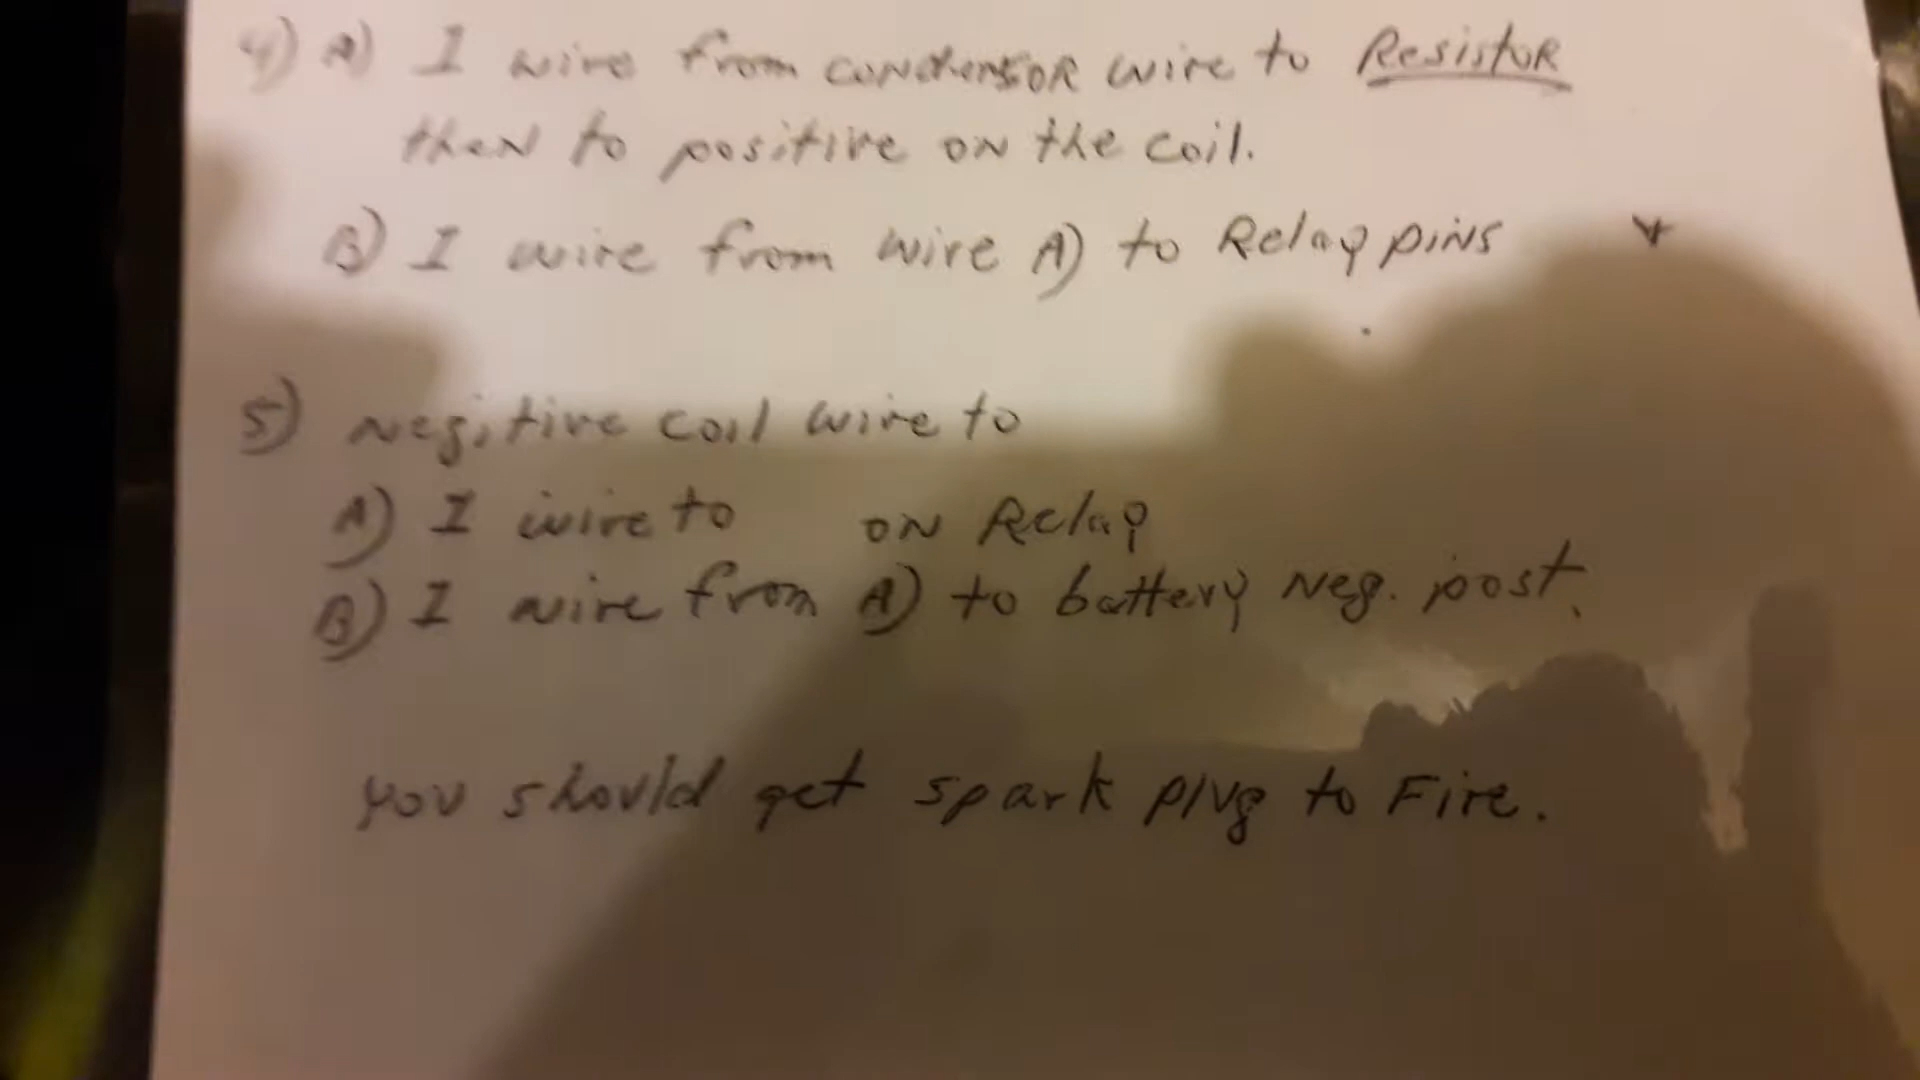 4) A) I wire from condensor wire to Resistor
then to positive on the coil.
B) I wire from wire A) to Relay pins
5) Negitive coil wire to
A) I wire to on Relay
B) I wire from A) to battery Neg. post.
you should get spark plug to Fire.